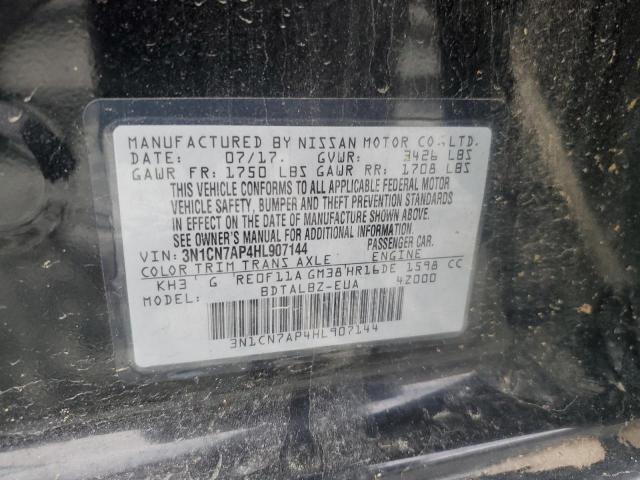 MANUFACTURED BY NISSAN MOTOR CO., LTD.
DATE: 07/17. GVWR: 3426 LBS
GAWR FR: 1750 LBS GAWR RR: 1708 LBS
THIS VEHICLE CONFORMS TO ALL APPLICABLE FEDERAL MOTOR
VEHICLE SAFETY, BUMPER AND THEFT PREVENTION STANDARDS
IN EFFECT ON THE DATE OF MANUFACTURE SHOWN ABOVE.
SEE OWNER'S MANUAL FOR ADDITIONAL INFORMATION
VIN: 3N1CN7AP4HL907144 PASSENGER CAR.
COLOR TRIM TRANS AXLE ENGINE
KH3 G RE0F11A GM38 HR16DE 1598 CC
MODEL: BDTALBZ-EUA 42000
3N1CN7AP4HL907144